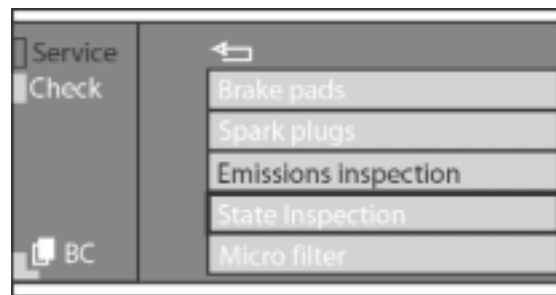 Service
Check
BC
Brake pads
Spark plugs
Emissions inspection
State Inspection
Micro filter